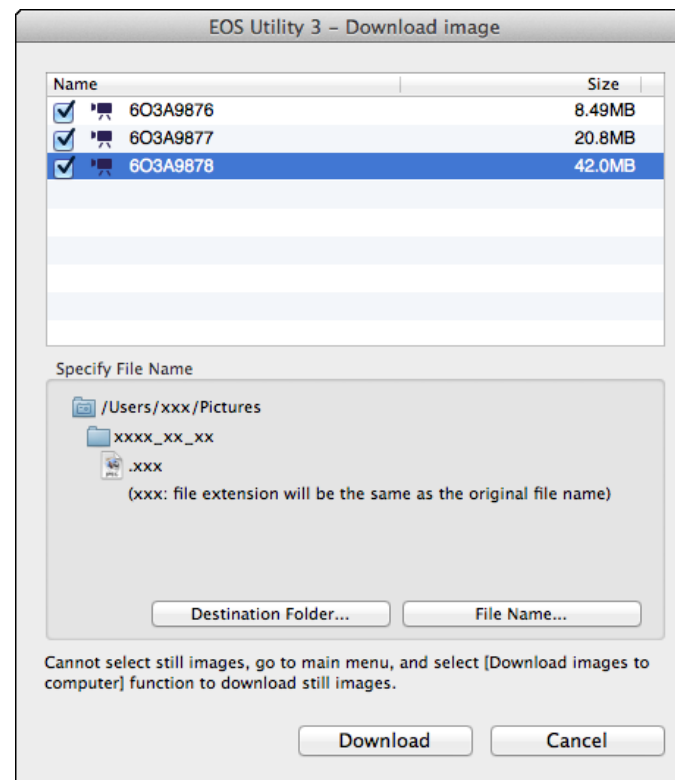 EOS Utility 3 – Download image
Name Size
6O3A9876 8.49MB
6O3A9877 20.8MB
6O3A9878 42.0MB
Specify File Name
/Users/xxx/Pictures
xxxx_xx_xx
JPEG .xxx
(xxx: file extension will be the same as the original file name)
Destination Folder... File Name...
Cannot select still images, go to main menu, and select [Download images to
computer] function to download still images.
Download Cancel